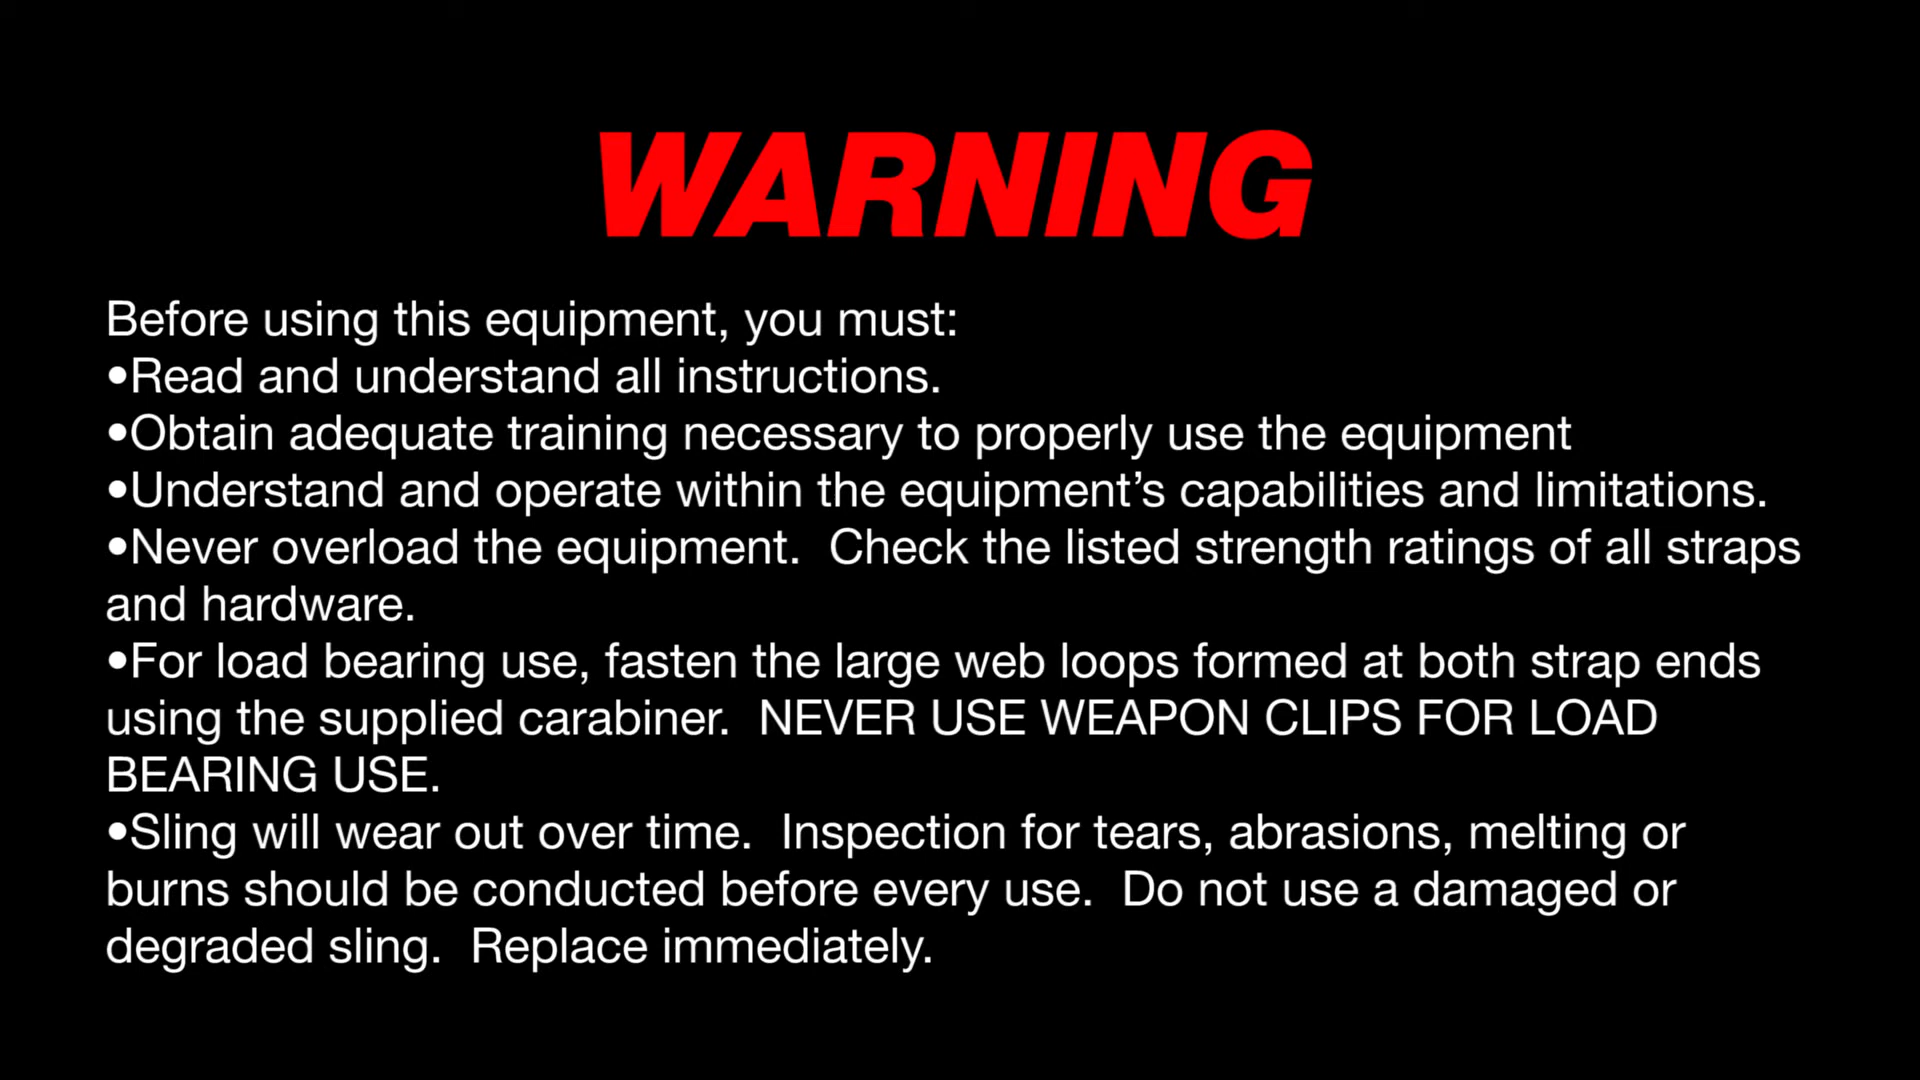 WARNING
Before using this equipment, you must:
•Read and understand all instructions.
•Obtain adequate training necessary to properly use the equipment
•Understand and operate within the equipment’s capabilities and limitations.
•Never overload the equipment.  Check the listed strength ratings of all straps
and hardware.
•For load bearing use, fasten the large web loops formed at both strap ends
using the supplied carabiner.  NEVER USE WEAPON CLIPS FOR LOAD
BEARING USE.
•Sling will wear out over time.  Inspection for tears, abrasions, melting or
burns should be conducted before every use.  Do not use a damaged or
degraded sling.  Replace immediately.